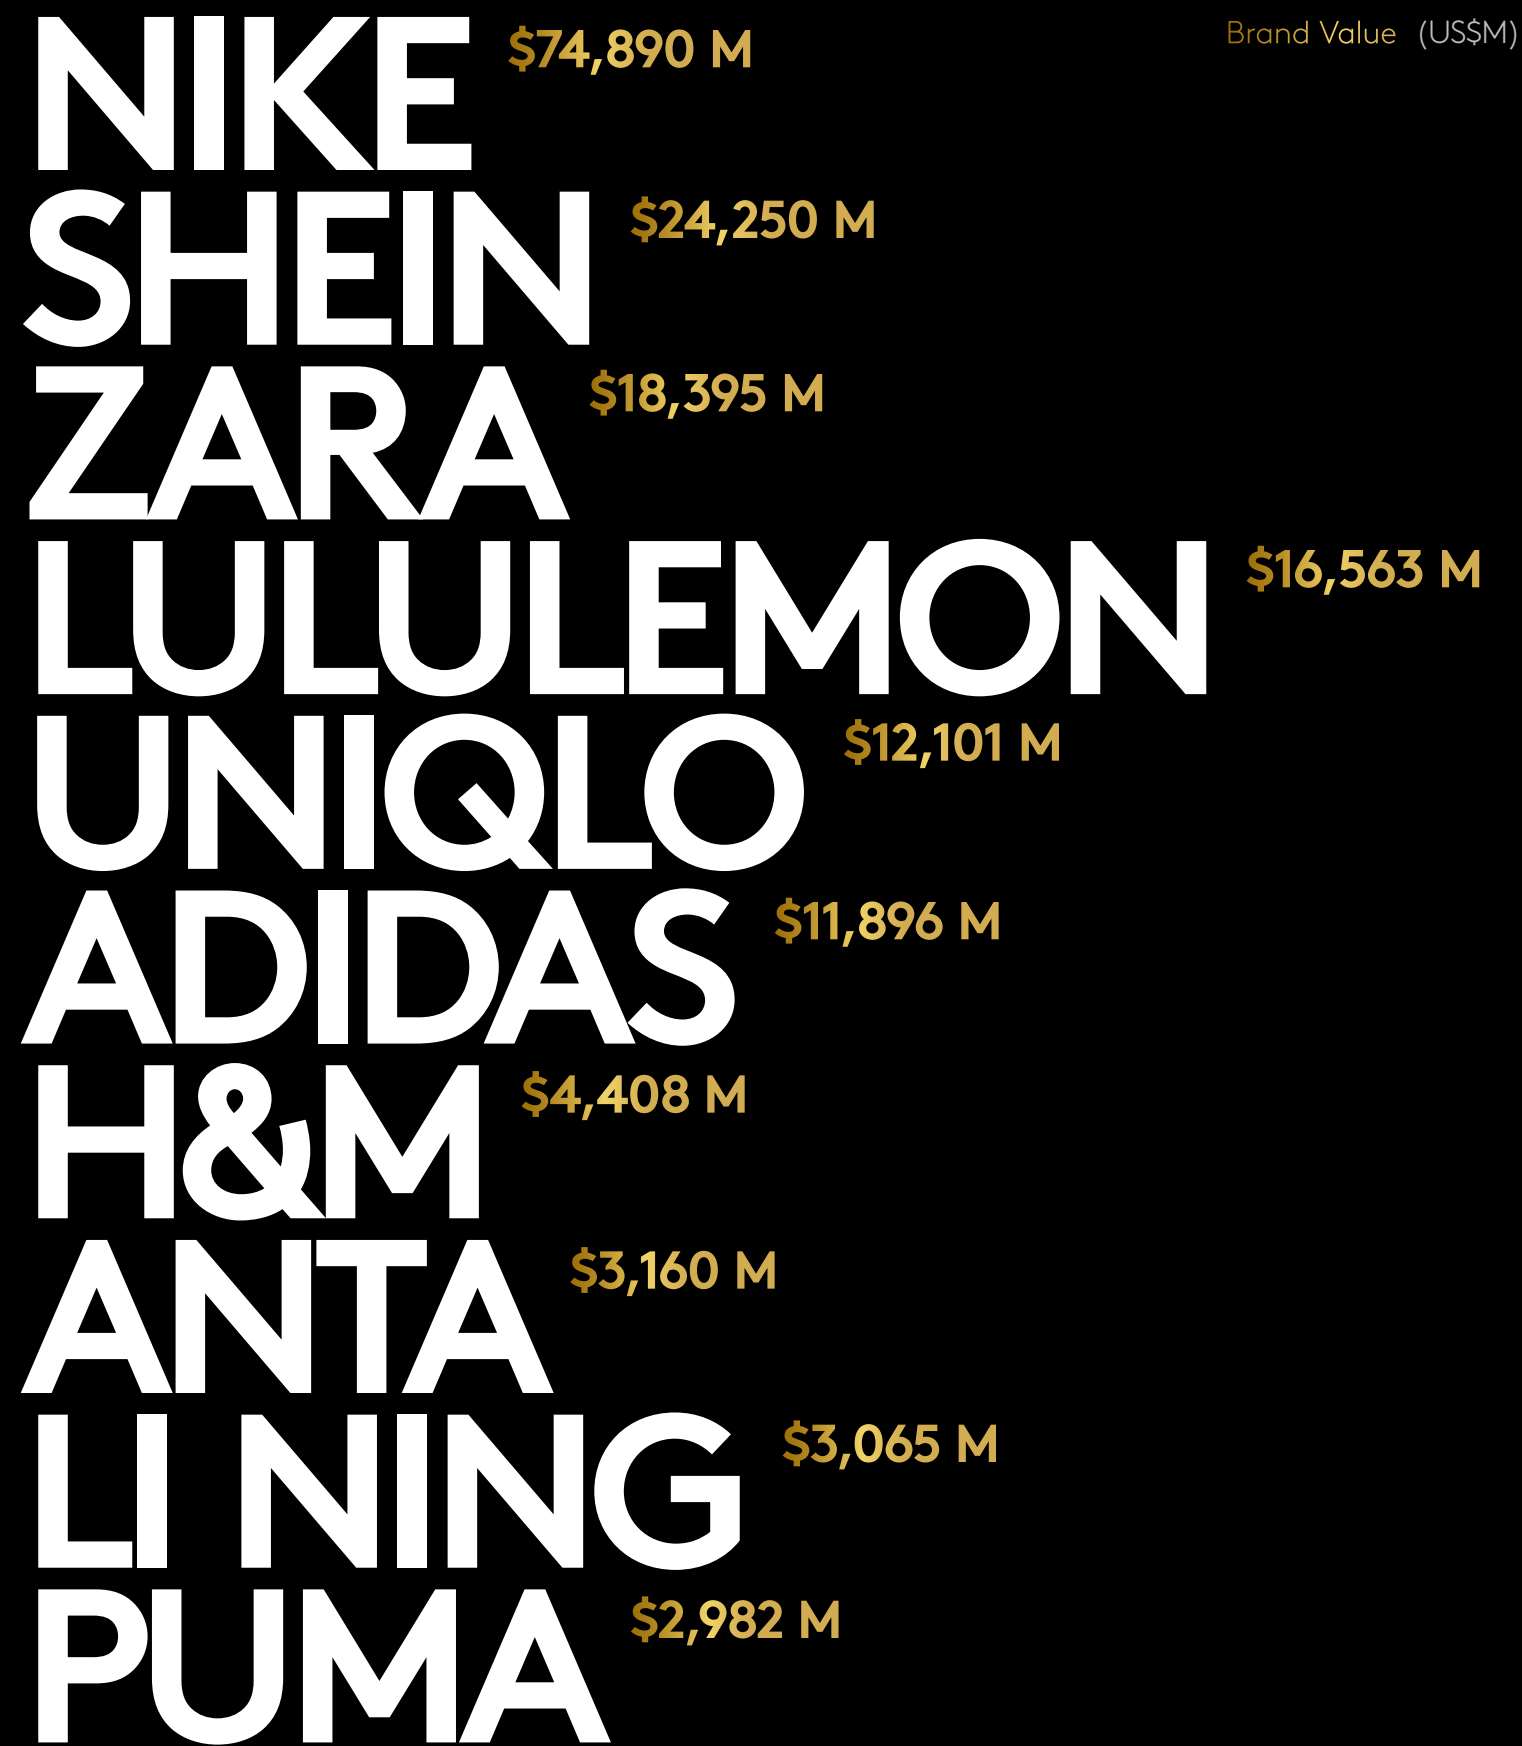 NIKE $74,890 M Brand Value (US$M)
SHEIN $24,250 M
ZARA $18,395 M
LULULEMON $16,563 M
UNIQLO $12,101 M
ADIDAS $11,896 M
H&M $4,408 M
ANTA $3,160 M
LI NING $3,065 M
PUMA $2,982 M